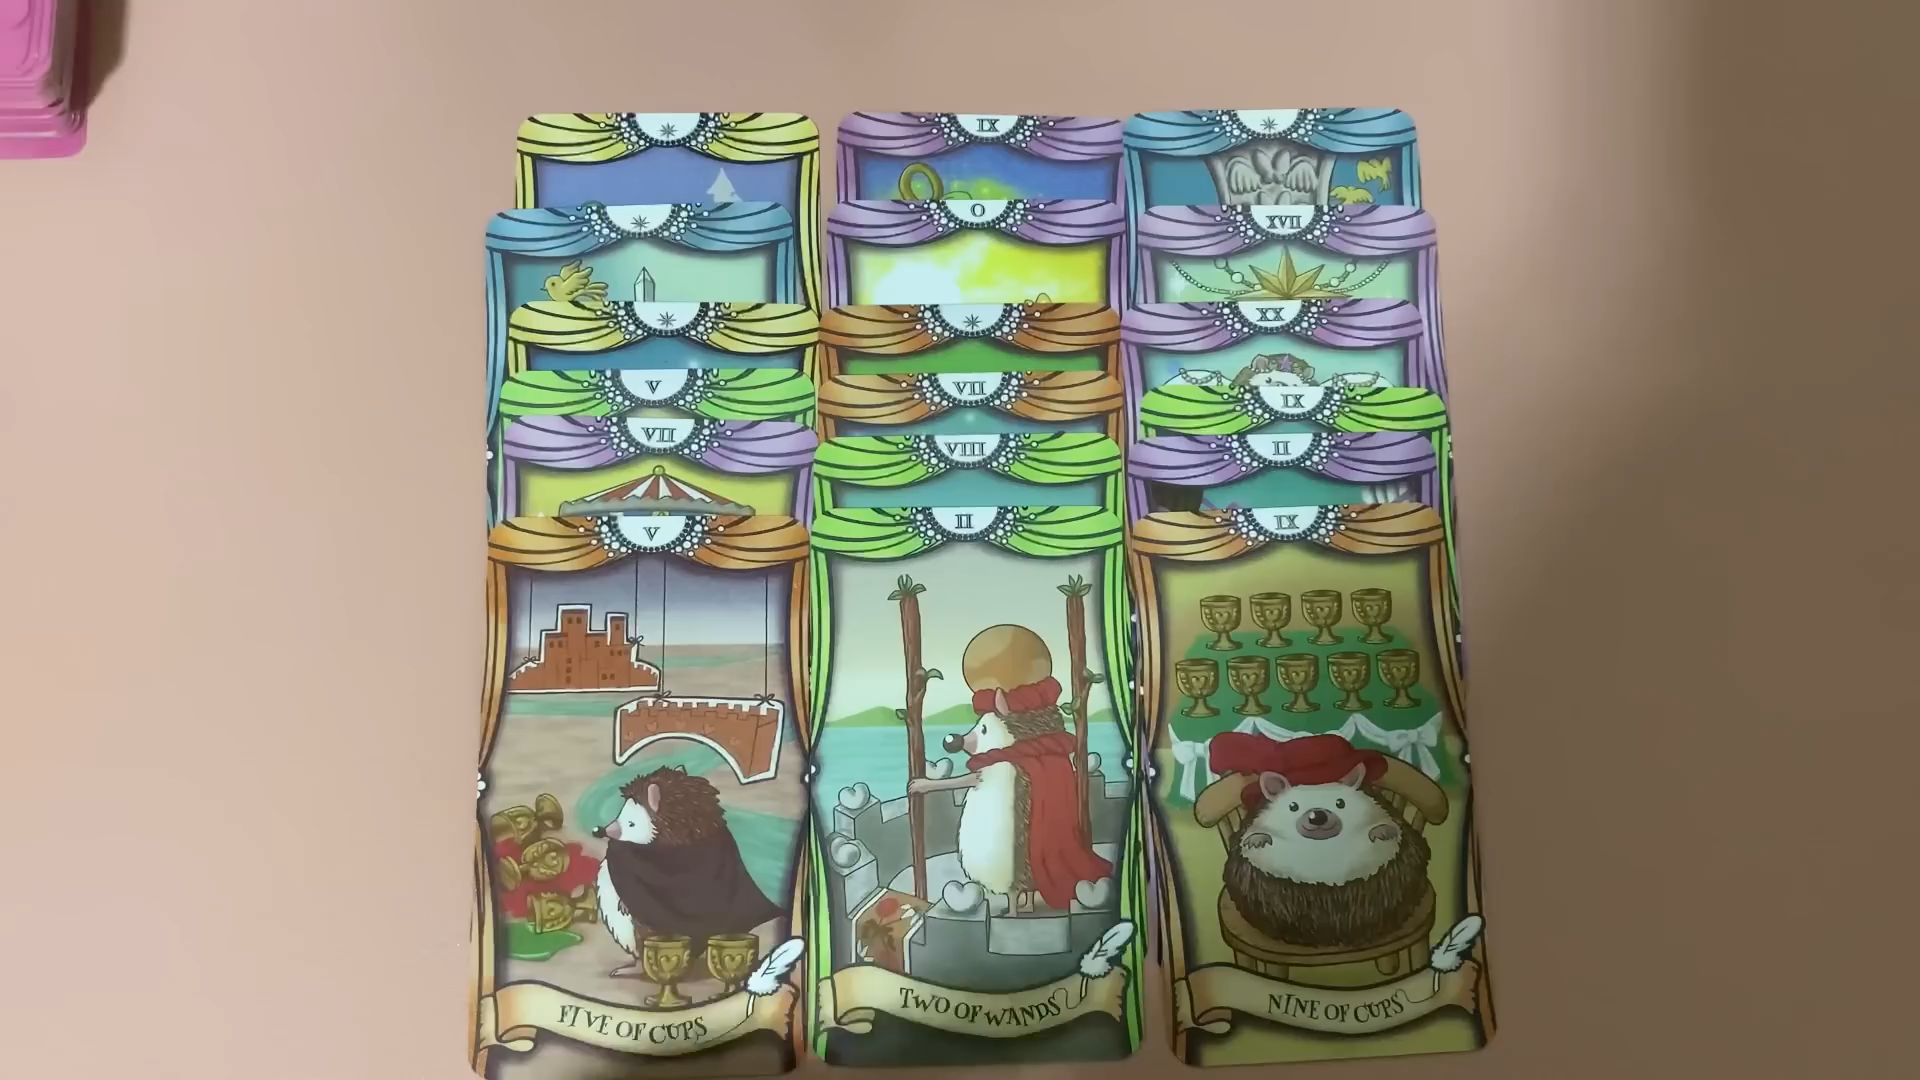 IX
O
XVII
XX
V
VII
IX
VII
VIII
II
V
II
IX
FIVE OF CUPS
TWO OF WANDS
NINE OF CUPS